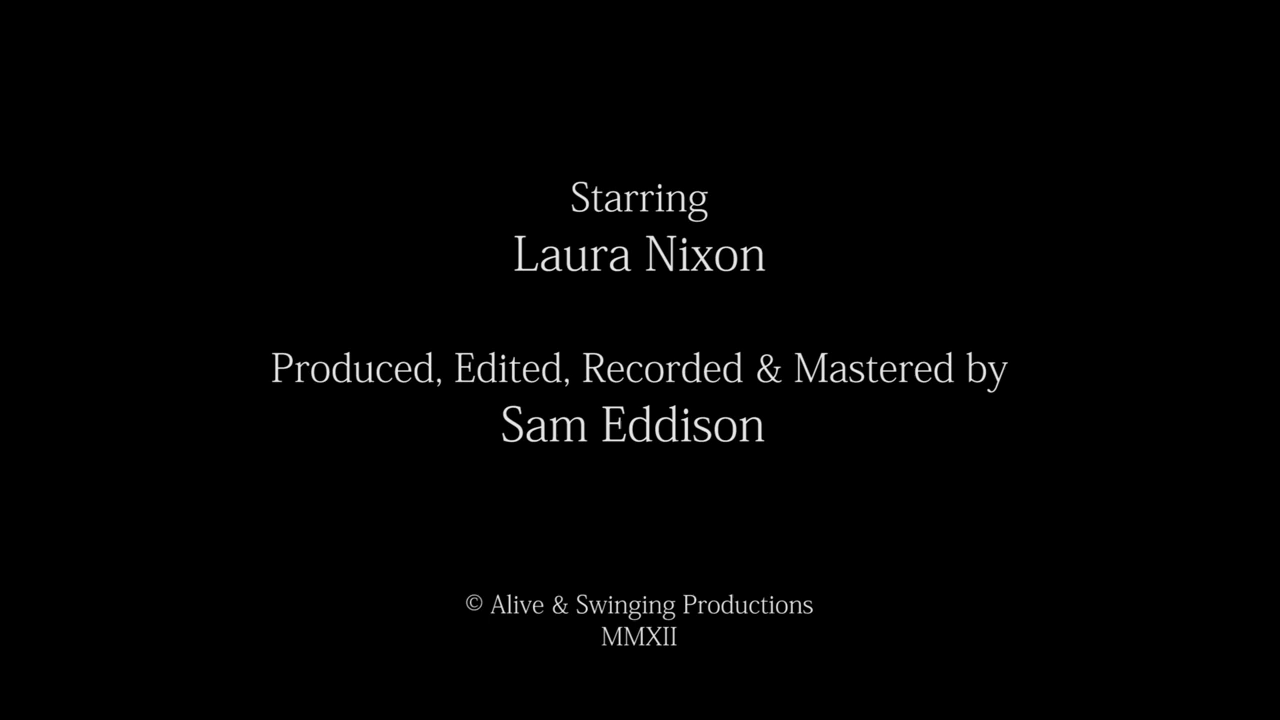 Starring
Laura Nixon
Produced, Edited, Recorded & Mastered by
Sam Eddison
© Alive & Swinging Productions
MMXII